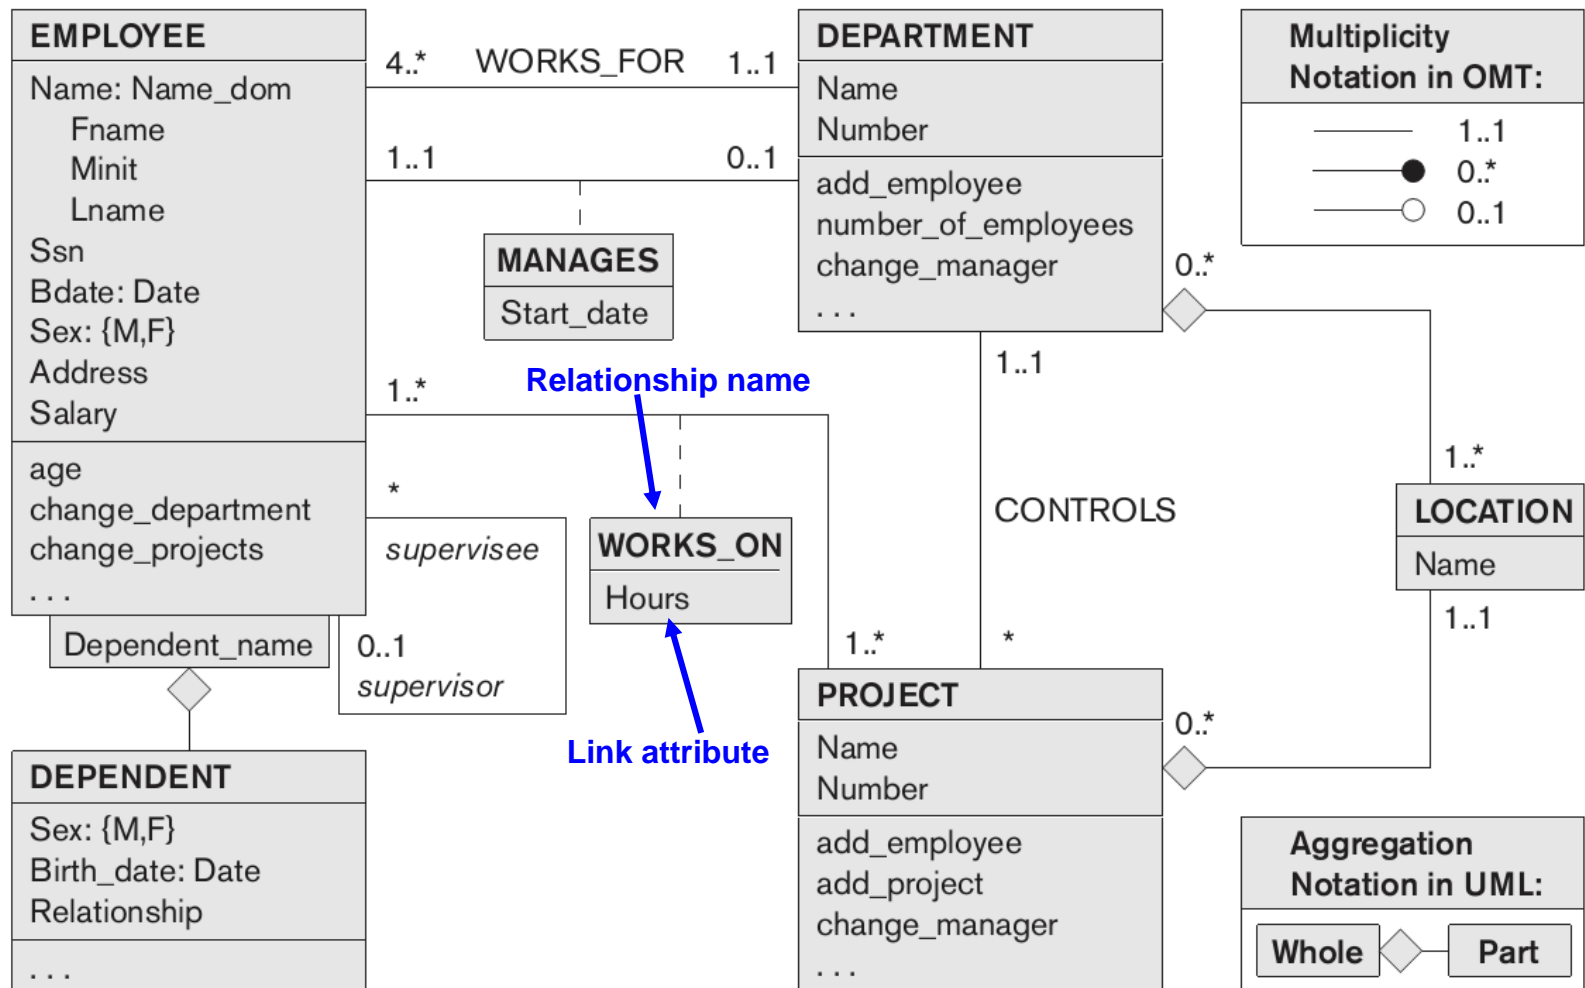 EMPLOYEE
Name: Name_dom
Fname
Minit
Lname
Ssn
Bdate: Date
Sex: {M,F}
Address
Salary
age
change_department
change_projects
. . .
Dependent_name
DEPENDENT
Sex: {M,F}
Birth_date: Date
Relationship
. . .
4..*
WORKS_FOR
1..1
1..1
0..1
MANAGES
Start_date
1..*
Relationship name
*
supervisee
0..1
supervisor
WORKS_ON
Hours
Link attribute
1..*
DEPARTMENT
Name
Number
add_employee
number_of_employees
change_manager
. . .
0..*
1..1
CONTROLS
*
PROJECT
Name
Number
add_employee
add_project
change_manager
. . .
0..*
1..*
LOCATION
Name
1..1
Multiplicity
Notation in OMT:
1..1
0..*
0..1
Aggregation
Notation in UML:
Whole
Part